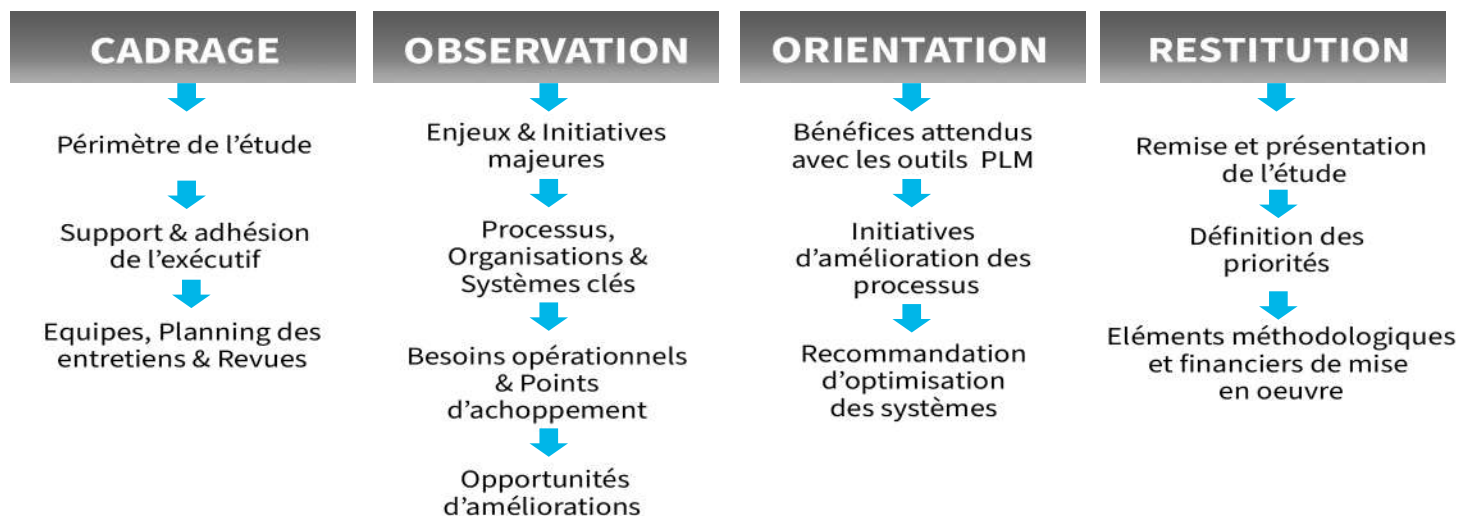 CADRAGE
Périmètre de l'étude
Support & adhésion
de l'exécutif
Equipes, Planning des
entretiens & Revues
OBSERVATION
Enjeux & Initiatives
majeures
Processus,
Organisations &
Systèmes clés
Besoins opérationnels
& Points
d'achoppement
Opportunités
d'améliorations
ORIENTATION
Bénéfices attendus
avec les outils PLM
Initiatives
d'amélioration des
processus
Recommandation
d'optimisation
des systèmes
RESTITUTION
Remise et présentation
de l'étude
Définition des
priorités
Eléments méthodologiques
et financiers de mise
en oeuvre